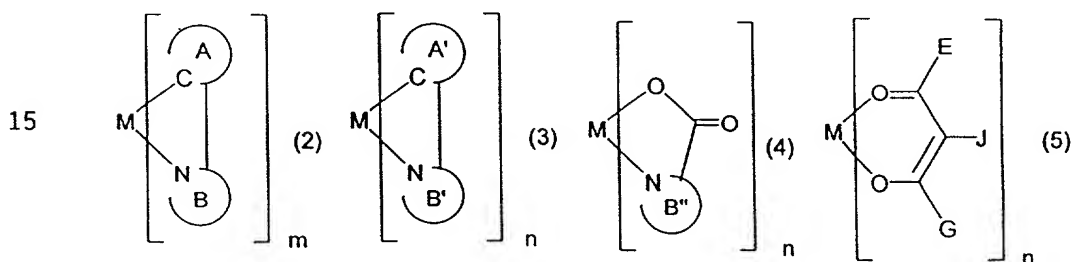 A A' E
C C O O
15 M (2) M (3) M O (4) M J (5)
N N N O
B B' B" G
m n n n